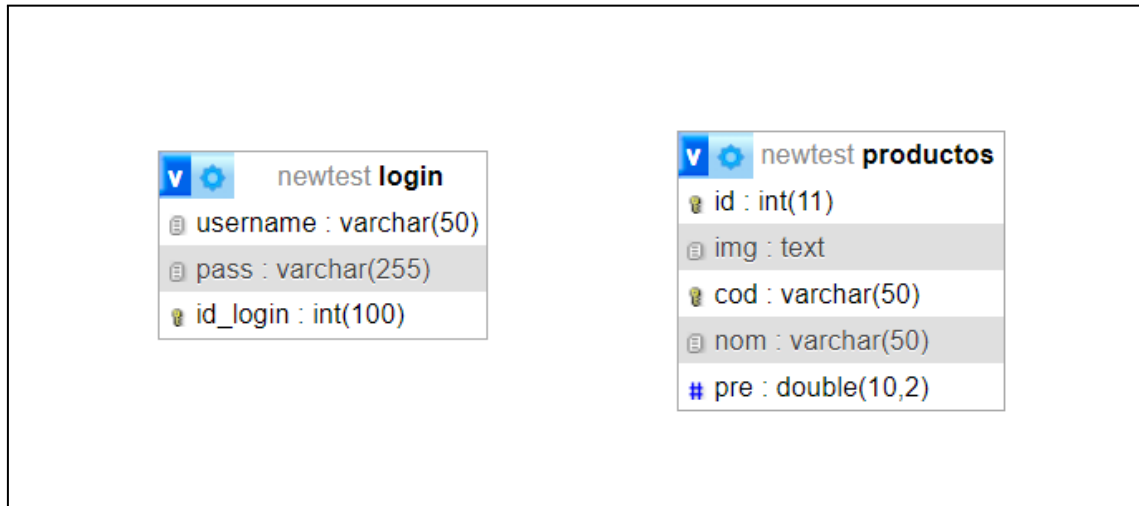 v newtest login
username : varchar(50)
pass : varchar(255)
id_login : int(100)
v newtest productos
id : int(11)
img : text
cod : varchar(50)
nom : varchar(50)
# pre : double(10,2)